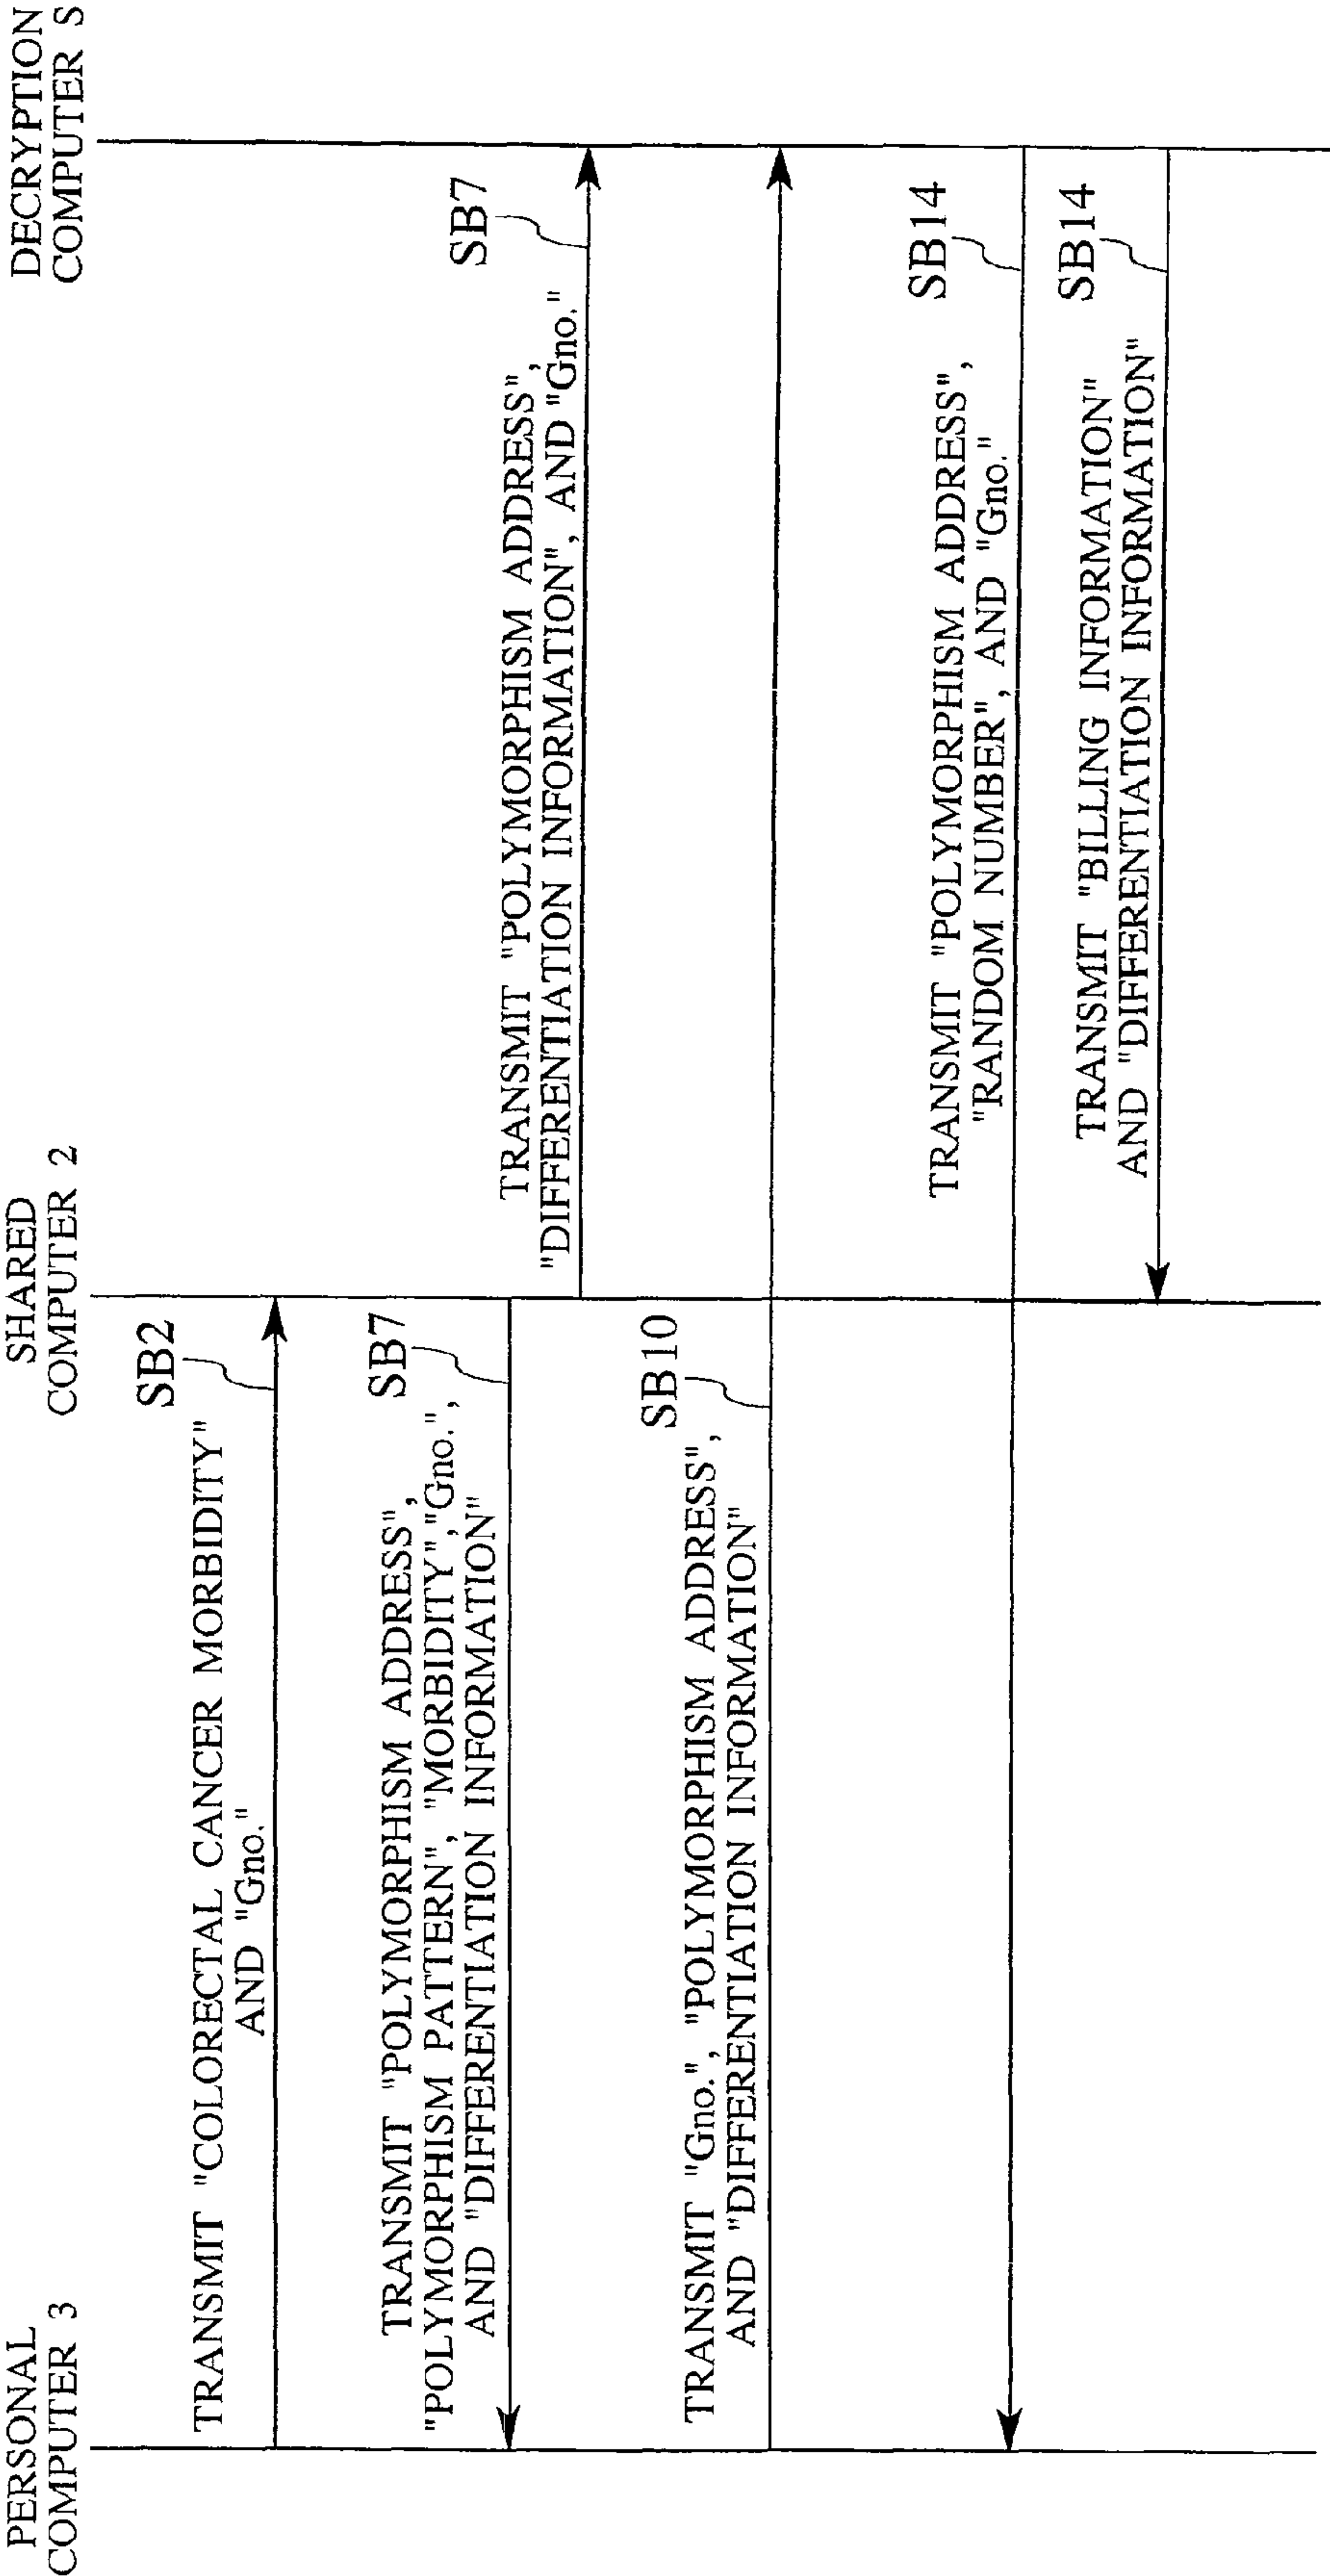 PERSONAL
COMPUTER 3
SHARED
COMPUTER 2
DECRYPTION
COMPUTER S
TRANSMIT "COLORECTAL CANCER MORBIDITY"
AND "Gno."
SB2
TRANSMIT "POLYMORPHISM ADDRESS",
"POLYMORPHISM PATTERN", "MORBIDITY","Gno.",
AND "DIFFERENTIATION INFORMATION"
SB7
TRANSMIT "POLYMORPHISM ADDRESS",
"DIFFERENTIATION INFORMATION", AND "Gno."
SB7
TRANSMIT "Gno.", "POLYMORPHISM ADDRESS",
AND "DIFFERENTIATION INFORMATION"
SB10
TRANSMIT "POLYMORPHISM ADDRESS",
"RANDOM NUMBER", AND "Gno."
SB14
TRANSMIT "BILLING INFORMATION"
AND "DIFFERENTIATION INFORMATION"
SB14